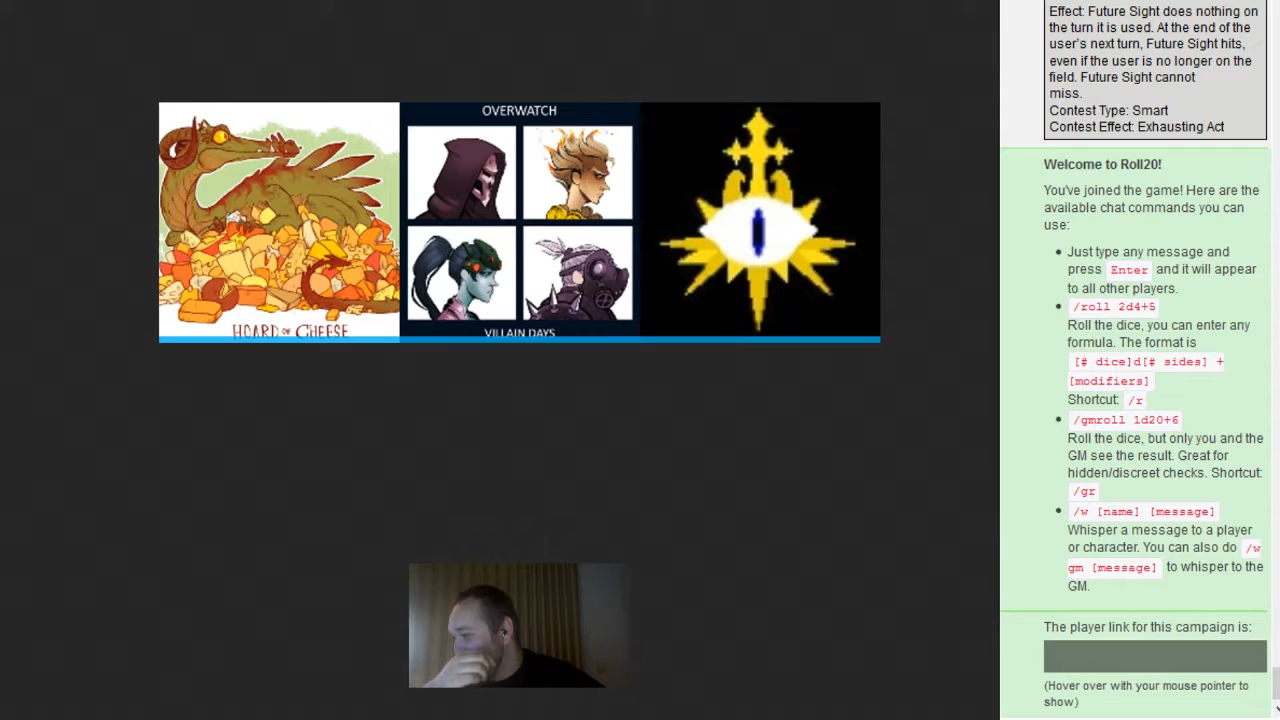 OVERWATCH
HOARD OF CHEESE
VILLAIN DAYS
Effect: Future Sight does nothing on
the turn it is used. At the end of the
user's next turn, Future Sight hits,
even if the user is no longer on the
field. Future Sight cannot
miss.
Contest Type: Smart
Contest Effect: Exhausting Act
Welcome to Roll20!
You've joined the game! Here are the
available chat commands you can
use:
Just type any message and
press Enter and it will appear
to all other players.
/roll 2d4+5
Roll the dice, you can enter any
formula. The format is
[# dice]d[# sides] +
[modifiers]
Shortcut: /r
/gmroll 1d20+6
Roll the dice, but only you and the
GM see the result. Great for
hidden/discreet checks. Shortcut:
/gr
/w [name] [message]
Whisper a message to a player
or character. You can also do /w
gm [message] to whisper to the
GM.
The player link for this campaign is:
(Hover over with your mouse pointer to
show)